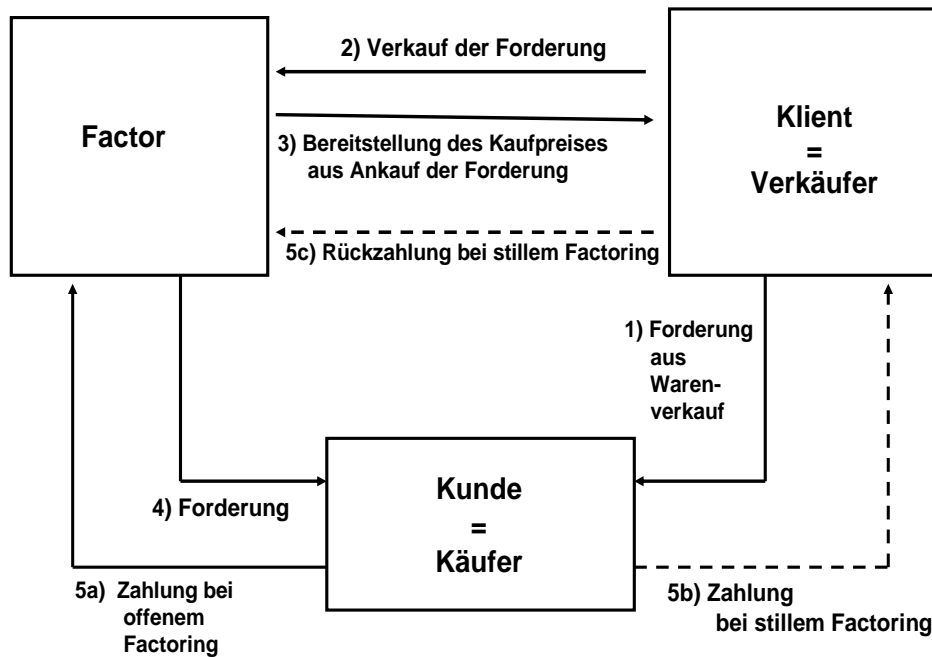 2) Verkauf der Forderung
Factor
3) Bereitstellung des Kaufpreises
aus Ankauf der Forderung
Klient
=
Verkäufer
5c) Rückzahlung bei stillem Factoring
1) Forderung
aus
Waren-
verkauf
4) Forderung
Kunde
=
Käufer
5a) Zahlung bei
offenem
Factoring
5b) Zahlung
bei stillem Factoring